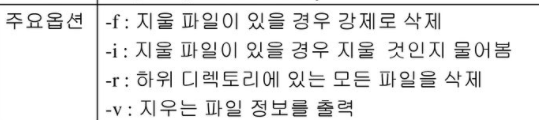 주요옵션 -f : 지울 파일이 있을 경우 강제로 삭제
-i : 지울 파일이 있을 경우 지울 것인지 물어봄
-r : 하위 디렉토리에 있는 모든 파일을 삭제
-v : 지우는 파일 정보를 출력